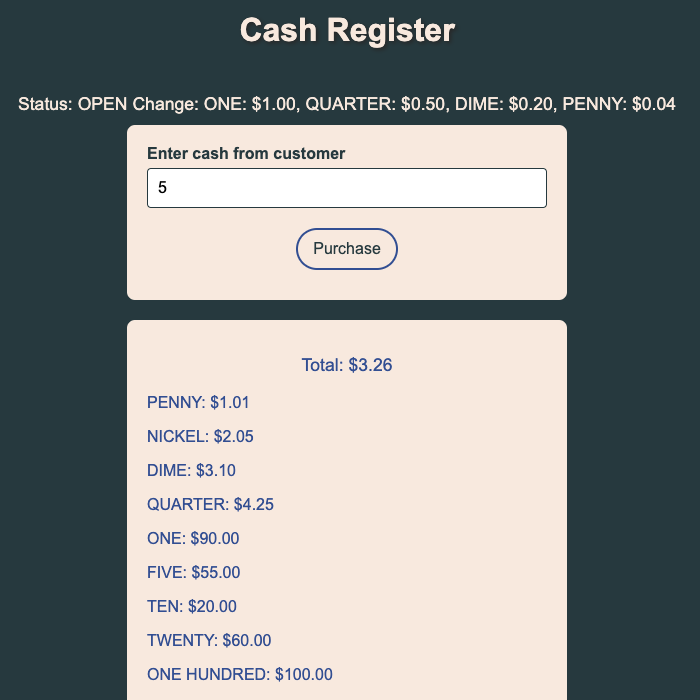 Cash Register
Status: OPEN Change: ONE: $1.00, QUARTER: $0.50, DIME: $0.20, PENNY: $0.04
Enter cash from customer
5
Purchase
Total: $3.26
PENNY: $1.01
NICKEL: $2.05
DIME: $3.10
QUARTER: $4.25
ONE: $90.00
FIVE: $55.00
TEN: $20.00
TWENTY: $60.00
ONE HUNDRED: $100.00